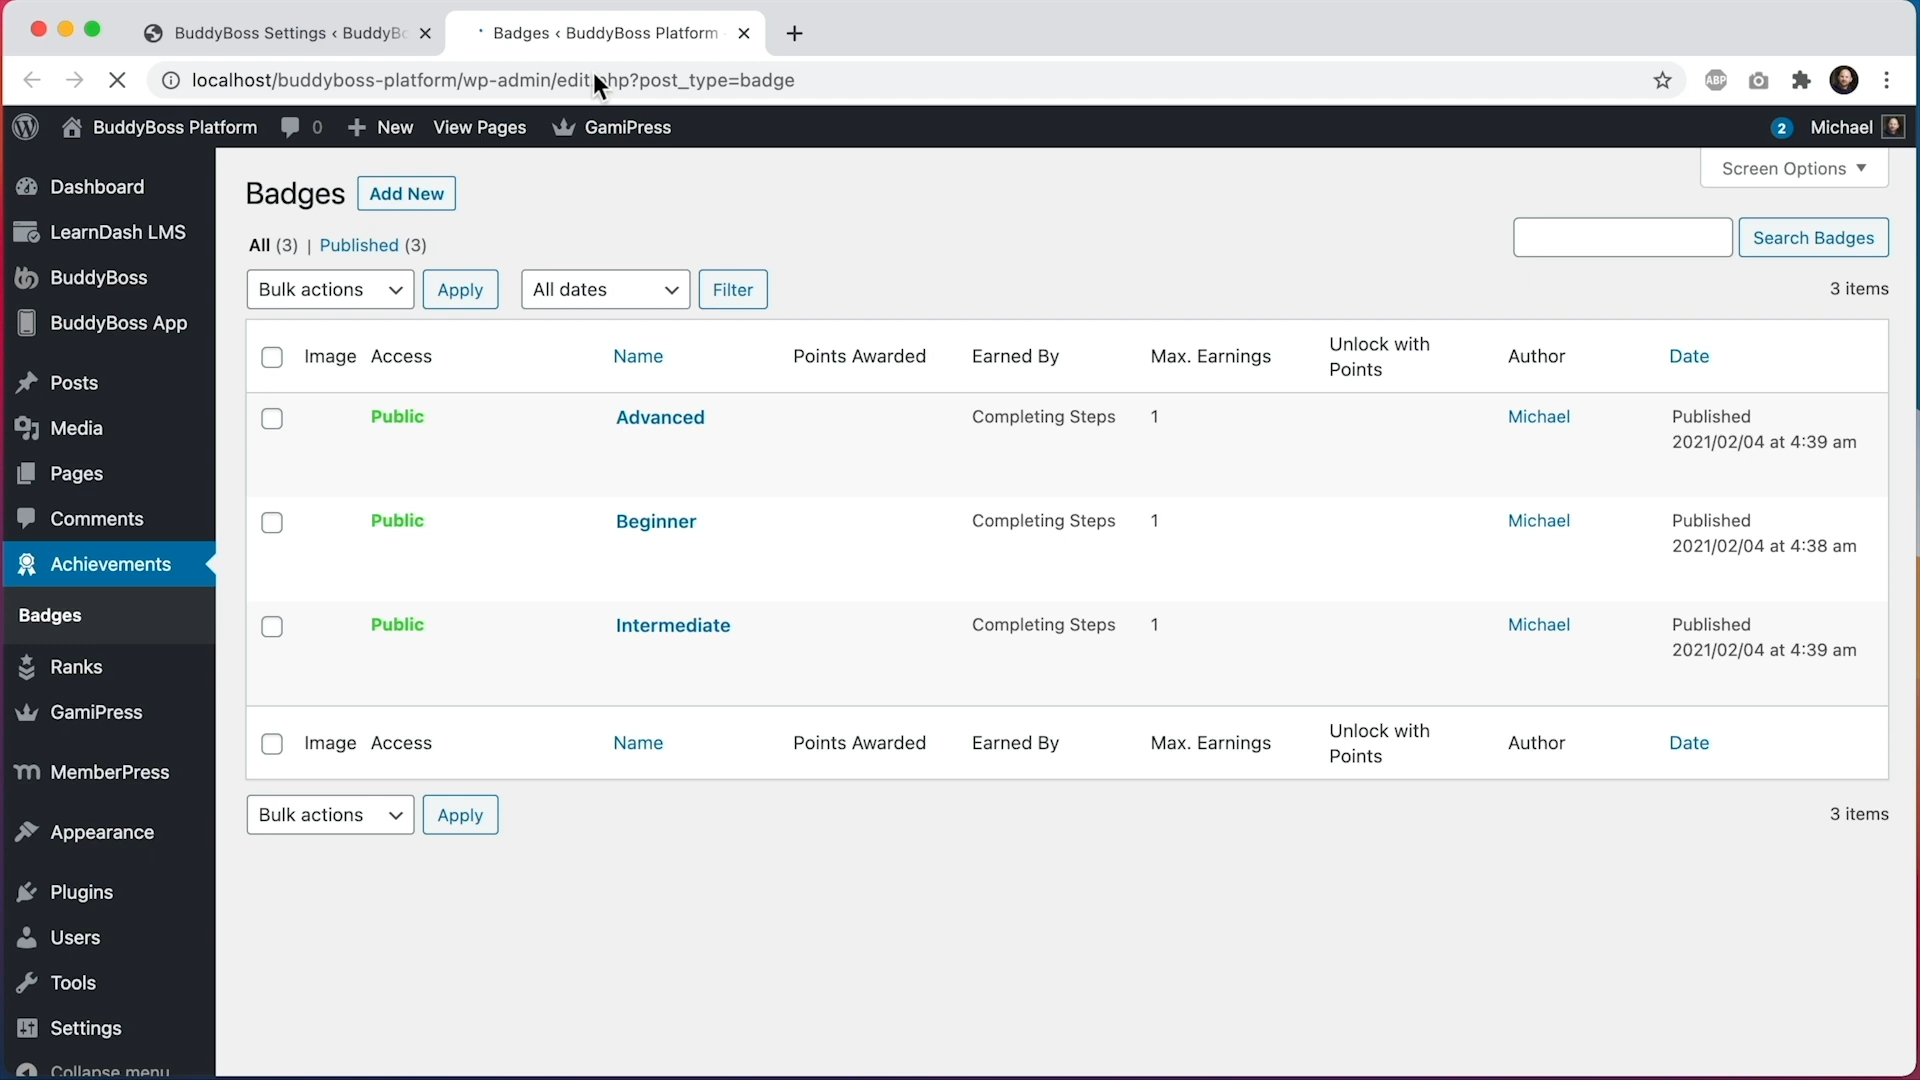 BuddyBoss Settings ‹ BuddyBo
Badges ‹ BuddyBoss Platform
localhost/buddyboss-platform/wp-admin/edit.php?post_type=badge
ABP
BuddyBoss Platform
0
New
View Pages
GamiPress
2
Michael
Dashboard
LearnDash LMS
BuddyBoss
BuddyBoss App
Posts
Media
Pages
Comments
Achievements
Badges
Ranks
GamiPress
MemberPress
Appearance
Plugins
Users
Tools
Settings
Collapse menu
Screen Options
Badges Add New
All (3) | Published (3)
Search Badges
Bulk actions Apply All dates Filter
3 items
Image Access Name Points Awarded Earned By Max. Earnings Unlock with Points Author Date
Public Advanced Completing Steps 1 Michael Published
2021/02/04 at 4:39 am
Public Beginner Completing Steps 1 Michael Published
2021/02/04 at 4:38 am
Public Intermediate Completing Steps 1 Michael Published
2021/02/04 at 4:39 am
Image Access Name Points Awarded Earned By Max. Earnings Unlock with Points Author Date
Bulk actions Apply
3 items